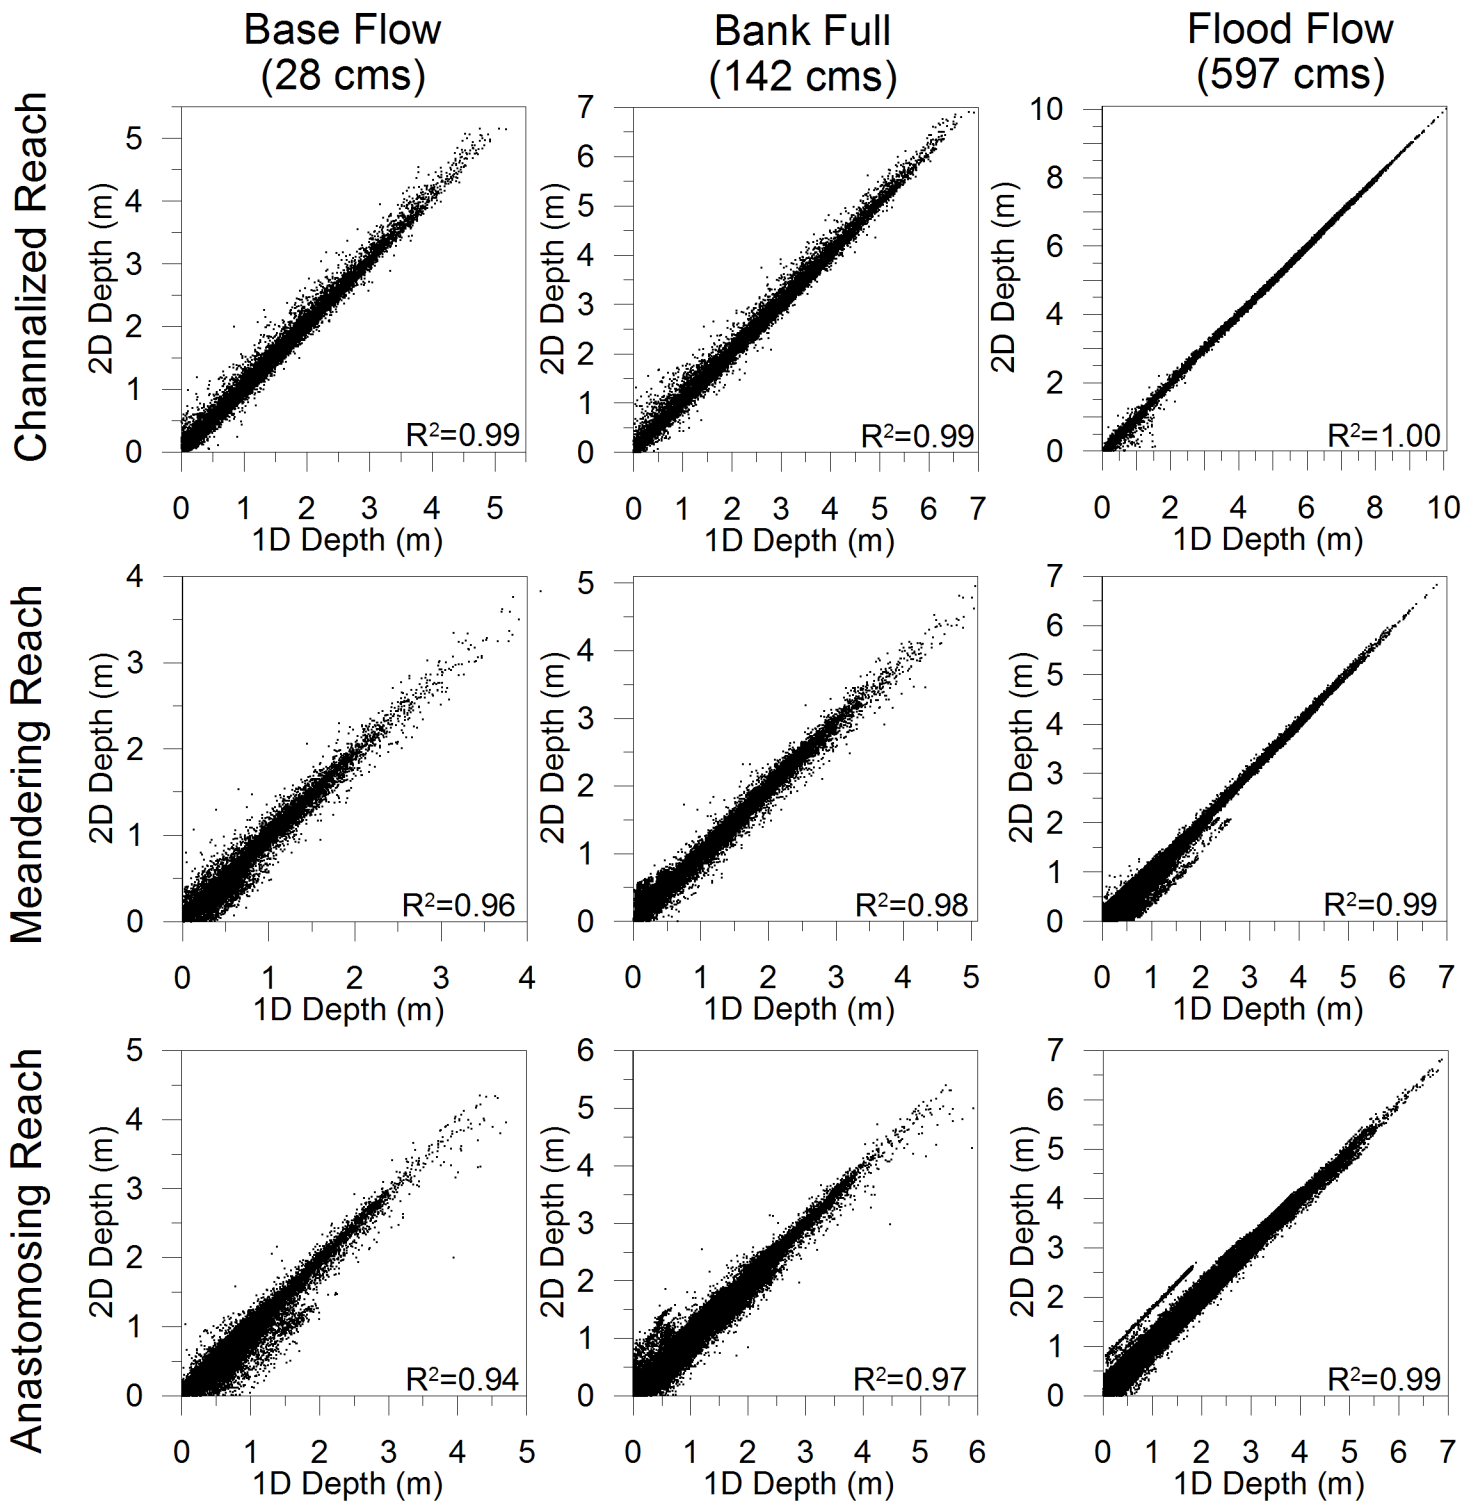 Base Flow
(28 cms)
Bank Full
(142 cms)
Flood Flow
(597 cms)
Channalized Reach
2D Depth (m)
5
4
3
2
1
0
R²=0.99
0 1 2 3 4 5
1D Depth (m)
2D Depth (m)
7
6
5
4
3
2
1
0
R²=0.99
0 1 2 3 4 5 6 7
1D Depth (m)
2D Depth (m)
10
8
6
4
2
0
R²=1.00
0 2 4 6 8 10
1D Depth (m)
Meandering Reach
2D Depth (m)
4
3
2
1
0
R²=0.96
0 1 2 3 4
1D Depth (m)
2D Depth (m)
5
4
3
2
1
0
R²=0.98
0 1 2 3 4 5
1D Depth (m)
2D Depth (m)
7
6
5
4
3
2
1
0
R²=0.99
0 1 2 3 4 5 6 7
1D Depth (m)
Anastomosing Reach
2D Depth (m)
5
4
3
2
1
0
R²=0.94
0 1 2 3 4 5
1D Depth (m)
2D Depth (m)
6
5
4
3
2
1
0
R²=0.97
0 1 2 3 4 5 6
1D Depth (m)
2D Depth (m)
7
6
5
4
3
2
1
0
R²=0.99
0 1 2 3 4 5 6 7
1D Depth (m)